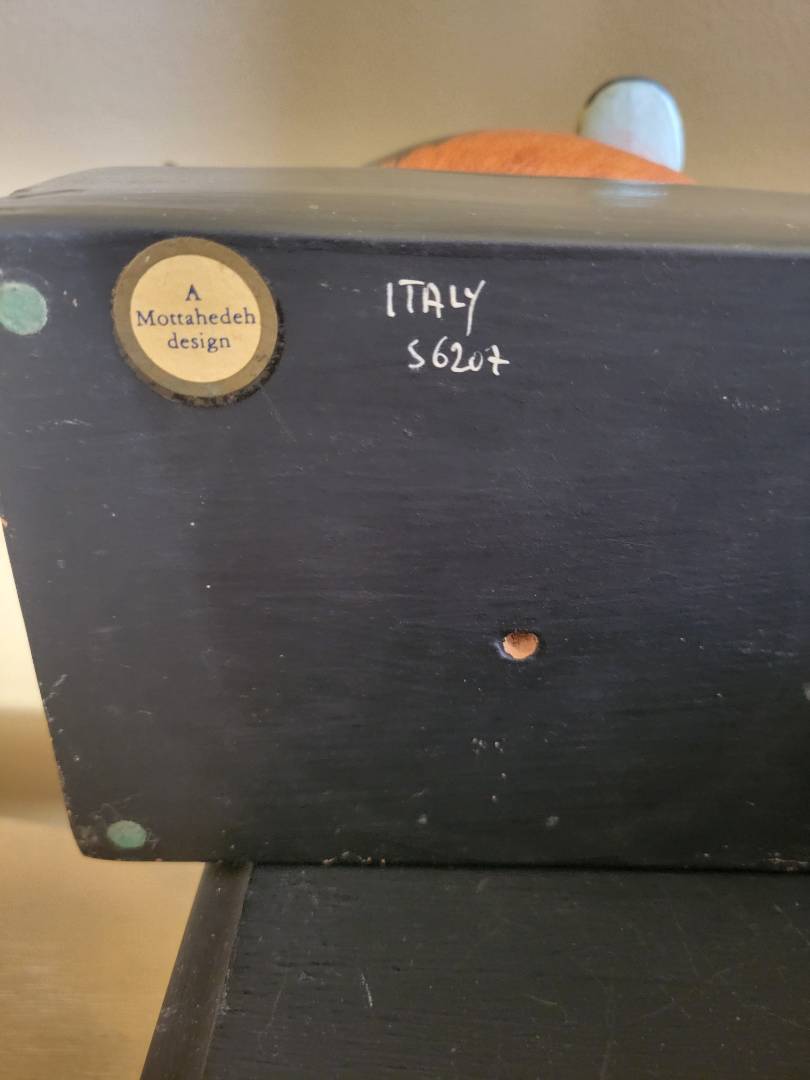 A
Mottahedeh
design
ITALY
S6207